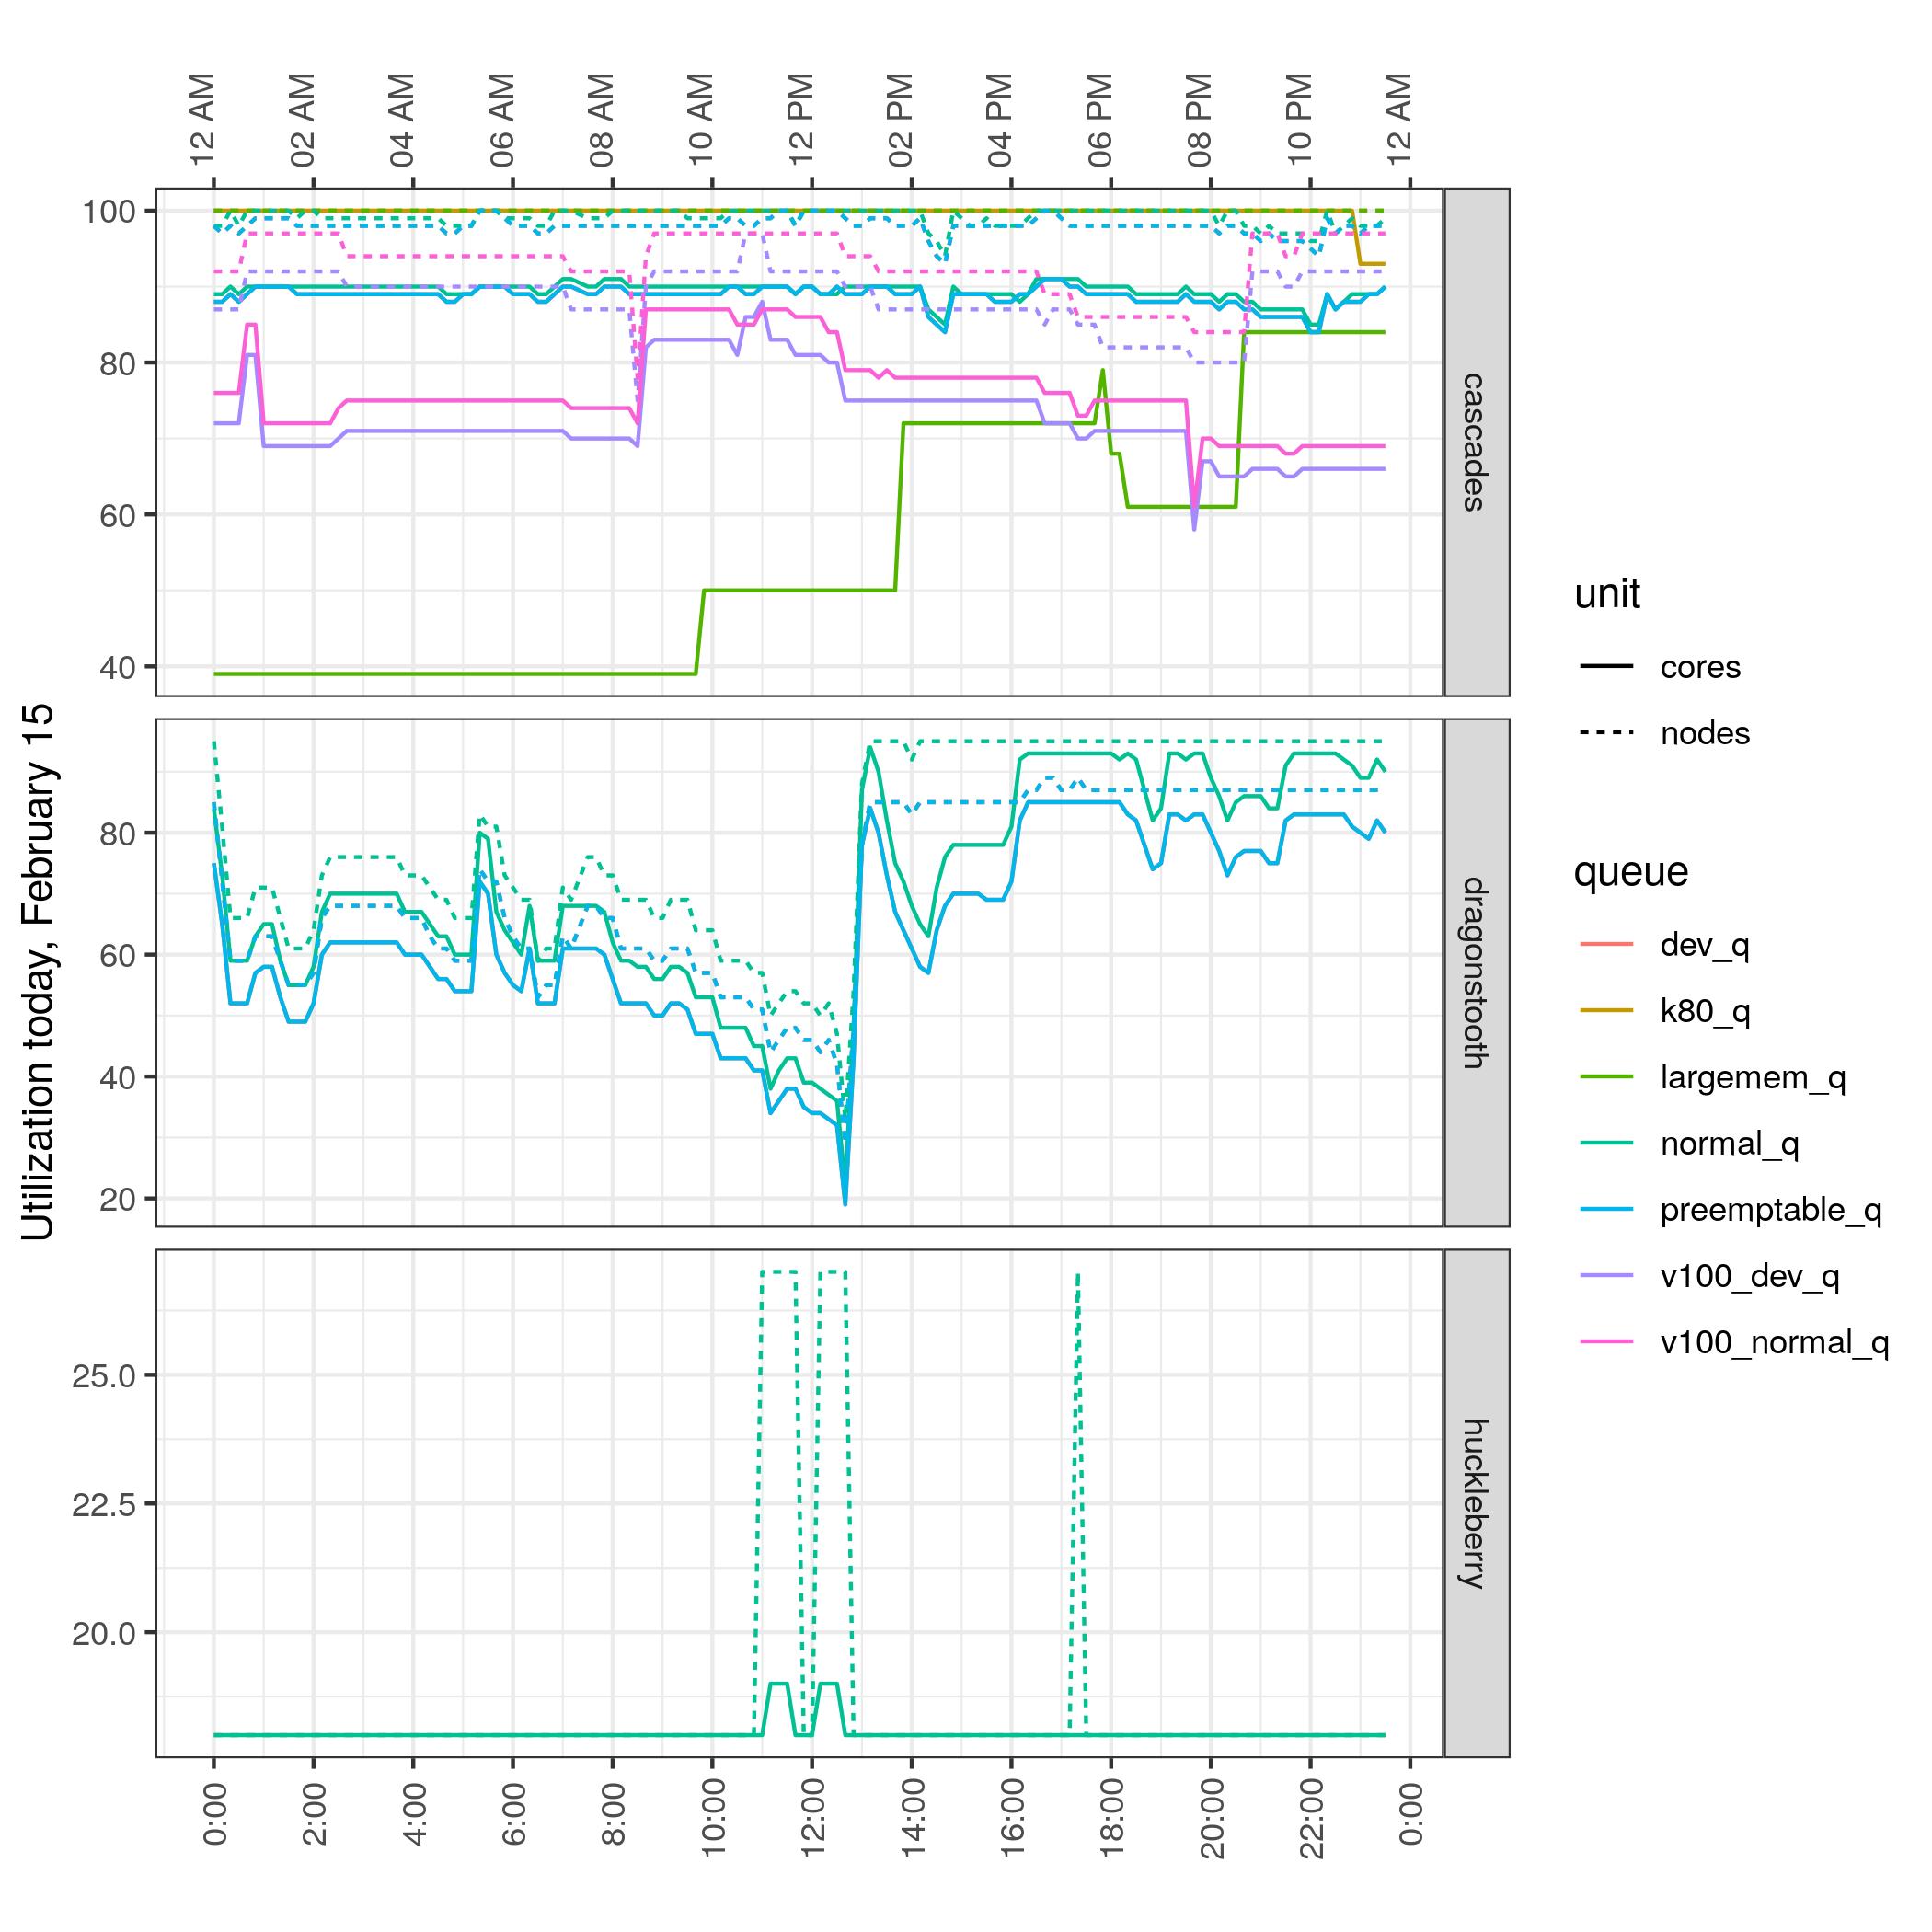 12 AM
02 AM
04 AM
06 AM
08 AM
10 AM
12 PM
02 PM
04 PM
06 PM
08 PM
10 PM
12 AM
Utilization today, February 15
100
80
60
40
cascades
80
60
40
20
dragonstooth
25.0
22.5
20.0
huckleberry
0:00
2:00
4:00
6:00
8:00
10:00
12:00
14:00
16:00
18:00
20:00
22:00
0:00
unit
cores
nodes
queue
dev_q
k80_q
largemem_q
normal_q
preemptable_q
v100_dev_q
v100_normal_q